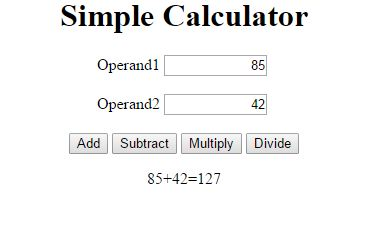 Simple Calculator
Operand1 85
Operand2 42
Add Subtract Multiply Divide
85+42=127